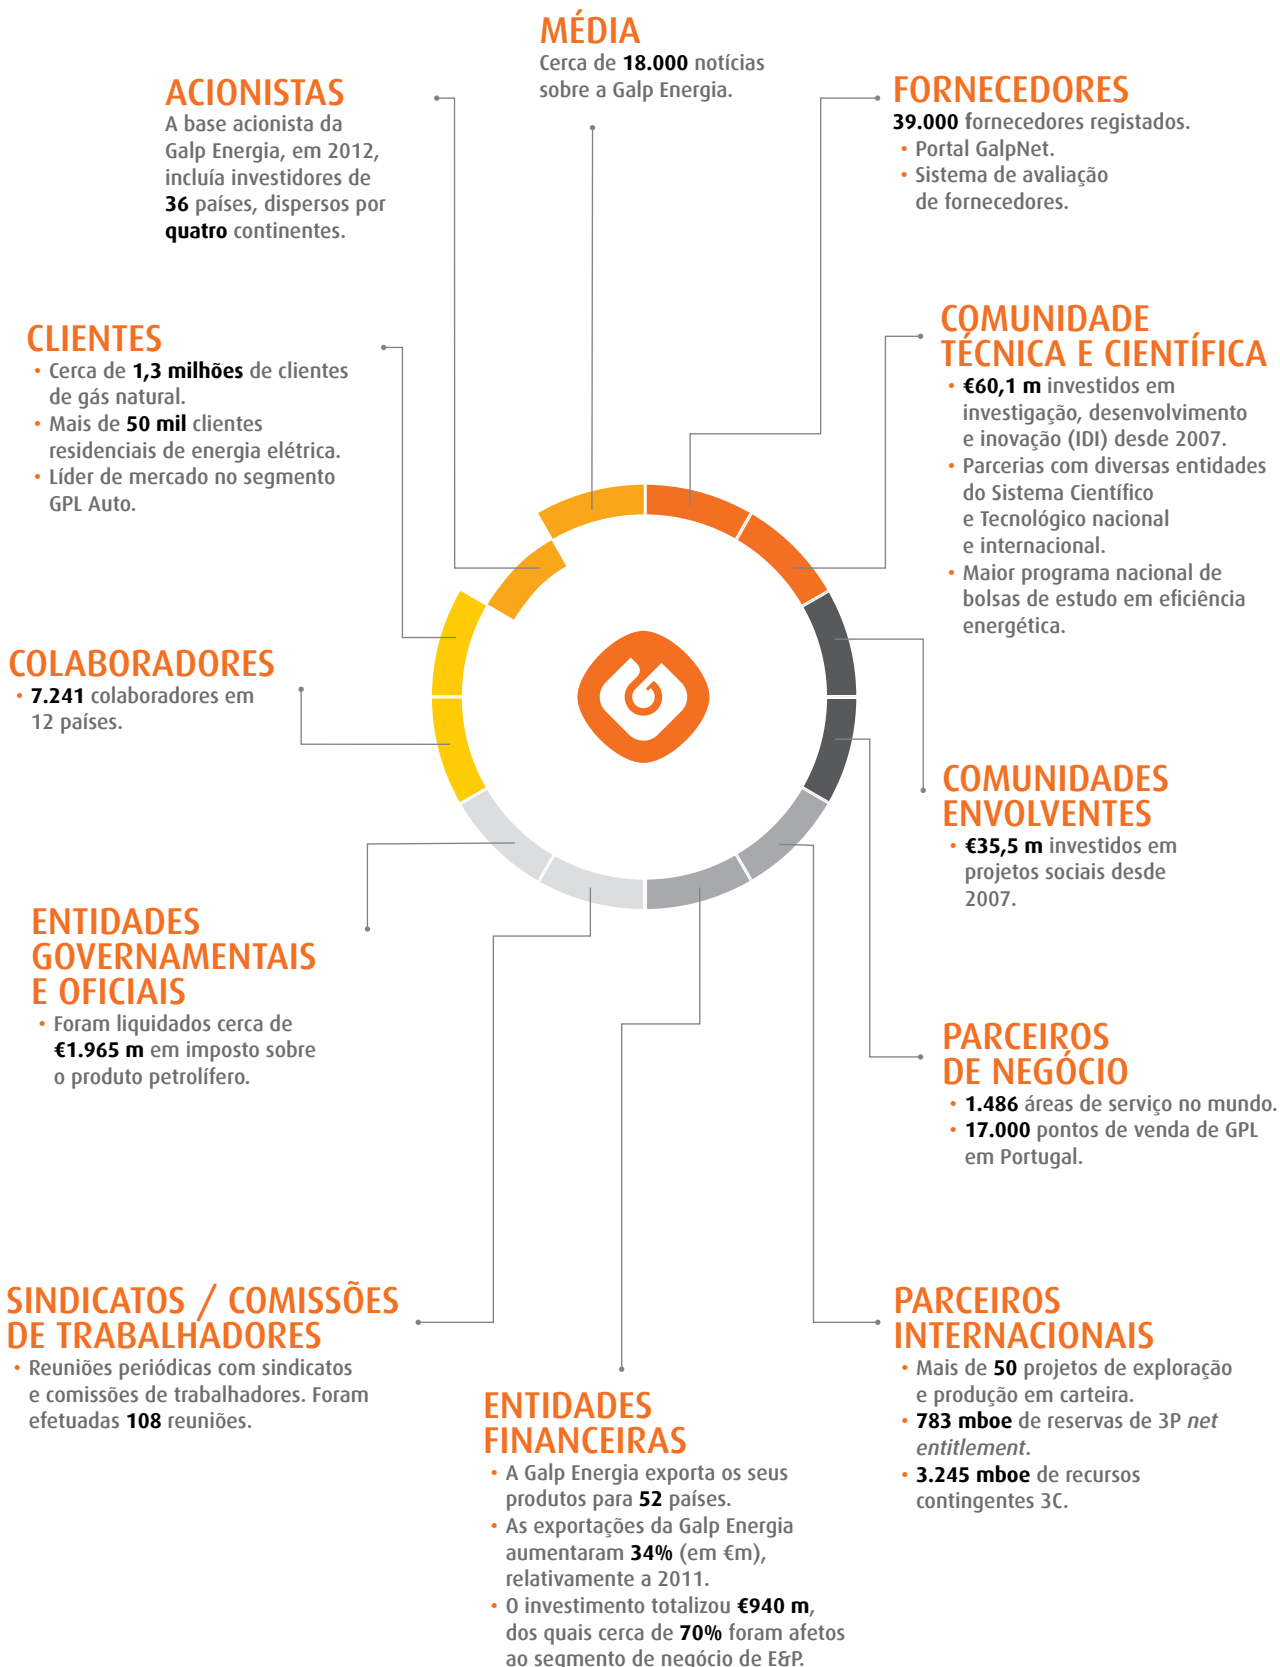 MÉDIA
Cerca de 18.000 notícias
sobre a Galp Energia.
ACIONISTAS
A base acionista da
Galp Energia, em 2012,
incluía investidores de
36 países, dispersos por
quatro continentes.
FORNECEDORES
39.000 fornecedores registados.
• Portal GalpNet.
• Sistema de avaliação
de fornecedores.
CLIENTES
• Cerca de 1,3 milhões de clientes
de gás natural.
• Mais de 50 mil clientes
residenciais de energia elétrica.
• Líder de mercado no segmento
GPL Auto.
COMUNIDADE
TÉCNICA E CIENTÍFICA
• €60,1 m investidos em
investigação, desenvolvimento
e inovação (IDI) desde 2007.
• Parcerias com diversas entidades
do Sistema Científico
e Tecnológico nacional
e internacional.
• Maior programa nacional de
bolsas de estudo em eficiência
energética.
COLABORADORES
• 7.241 colaboradores em
12 países.
COMUNIDADES
ENVOLVENTES
• €35,5 m investidos em
projetos sociais desde
2007.
ENTIDADES
GOVERNAMENTAIS
E OFICIAIS
• Foram liquidados cerca de
€1.965 m em imposto sobre
o produto petrolífero.
PARCEIROS
DE NEGÓCIO
• 1.486 áreas de serviço no mundo.
• 17.000 pontos de venda de GPL
em Portugal.
SINDICATOS / COMISSÕES
DE TRABALHADORES
• Reuniões periódicas com sindicatos
e comissões de trabalhadores. Foram
efetuadas 108 reuniões.
PARCEIROS
INTERNACIONAIS
• Mais de 50 projetos de exploração
e produção em carteira.
• 783 mboe de reservas de 3P net
entitlement.
• 3.245 mboe de recursos
contingentes 3C.
ENTIDADES
FINANCEIRAS
• A Galp Energia exporta os seus
produtos para 52 países.
• As exportações da Galp Energia
aumentaram 34% (em €m),
relativamente a 2011.
• O investimento totalizou €940 m,
dos quais cerca de 70% foram afetos
ao segmento de negócio de E&P.